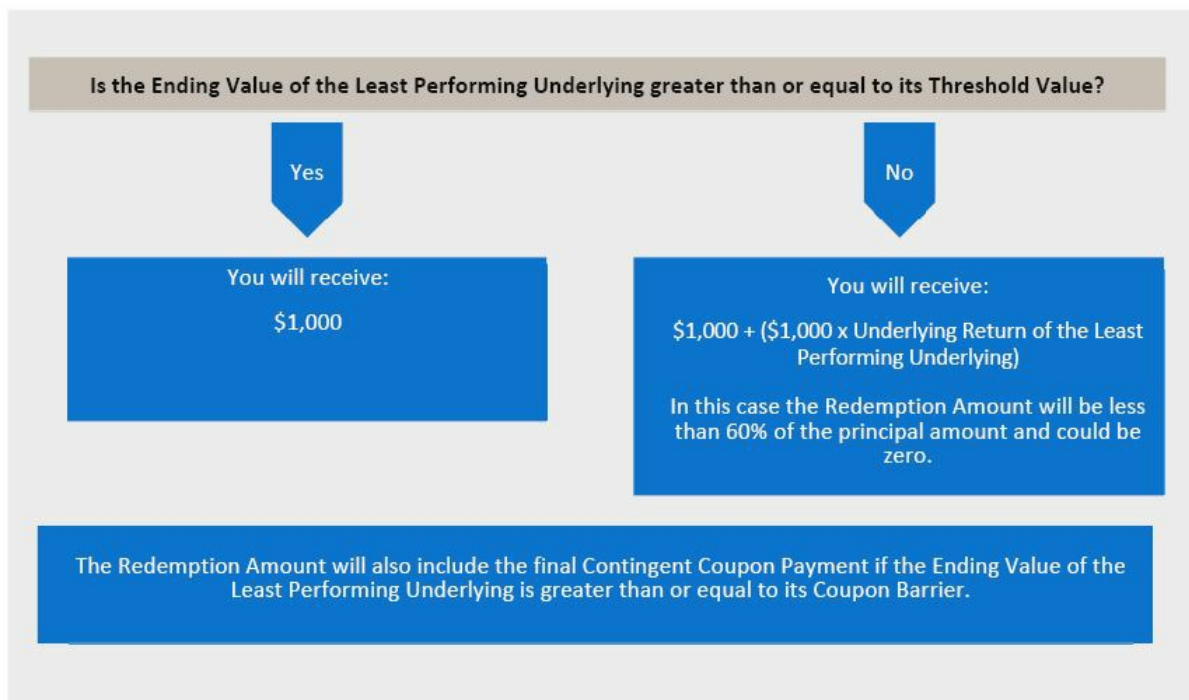 Is the Ending Value of the Least Performing Underlying greater than or equal to its Threshold Value?
Yes
No
You will receive:
$1,000
You will receive:
$1,000 + ($1,000 x Underlying Return of the Least
Performing Underlying)
In this case the Redemption Amount will be less
than 60% of the principal amount and could be
zero.
The Redemption Amount will also include the final Contingent Coupon Payment if the Ending Value of the
Least Performing Underlying is greater than or equal to its Coupon Barrier.